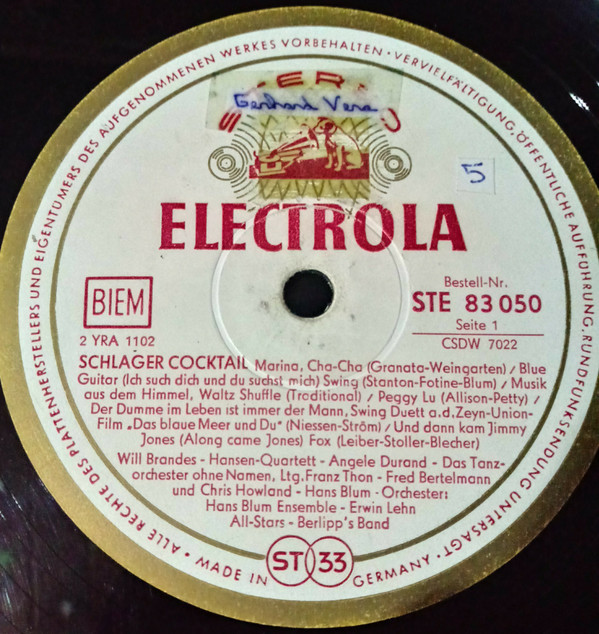 ALLE RECHTE DES PLATTENHERSTELLERS UND EIGENTUMERS DES AUFGENOMMENEN WERKES VORBEHALTEN · VERVIELFÄLTIGUNG, ÖFFENTLICHE AUFFÜHRUNG, RUNDFUNKSENDUNG UNTERSAGT ·
Gerhard Vera
5
ELECTROLA
BIEM
2 YRA 1102
Bestell-Nr.
STE 83 050
Seite 1
CSDW 7022
SCHLAGER COCKTAIL Marina, Cha-Cha (Granata-Weingarten) / Blue
Guitar (Ich such dich und du suchst mich) Swing (Stanton-Fotine-Blum) / Musik
aus dem Himmel, Waltz Shuffle (Traditional) / Peggy Lu (Allison-Petty) /
Der Dumme im Leben ist immer der Mann, Swing Duett a.d. Zeyn-Union-
Film „Das blaue Meer und Du" (Niessen-Ström) / Und dann kam Jimmy
Jones (Along came Jones) Fox (Leiber-Stoller-Blecher)
Will Brandes - Hansen-Quartett - Angele Durand - Das Tanz-
orchester ohne Namen, Ltg. Franz Thon - Fred Bertelmann
und Chris Howland - Hans Blum - Orchester:
Hans Blum Ensemble - Erwin Lehn
All-Stars - Berlipp's Band
MADE IN GERMANY
ST 33